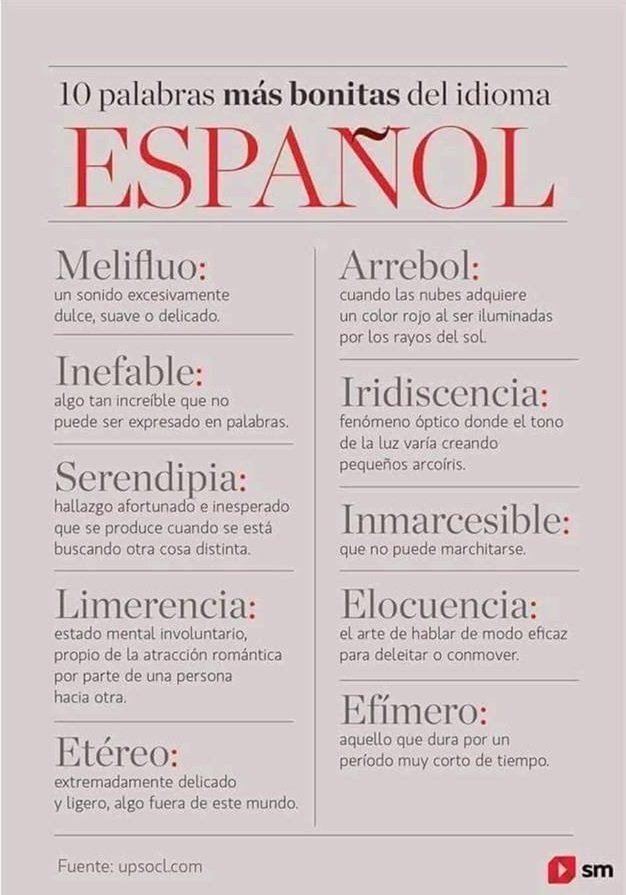 10 palabras más bonitas del idioma
ESPAÑOL
Melifluo:
un sonido excesivamente
dulce, suave o delicado.
Inefable:
algo tan increíble que no
puede ser expresado en palabras.
Serendipia:
hallazgo afortunado e inesperado
que se produce cuando se está
buscando otra cosa distinta.
Limerencia:
estado mental involuntario,
propio de la atracción romántica
por parte de una persona
hacia otra.
Etéreo:
extremadamente delicado
y ligero, algo fuera de este mundo.
Arrebol:
cuando las nubes adquiere
un color rojo al ser iluminadas
por los rayos del sol.
Iridiscencia:
fenómeno óptico donde el tono
de la luz varía creando
pequeños arcoíris.
Inmarcesible:
que no puede marchitarse.
Elocuencia:
el arte de hablar de modo eficaz
para deleitar o conmover.
Efímero:
aquello que dura por un
período muy corto de tiempo.
Fuente: upsocl.com
sm